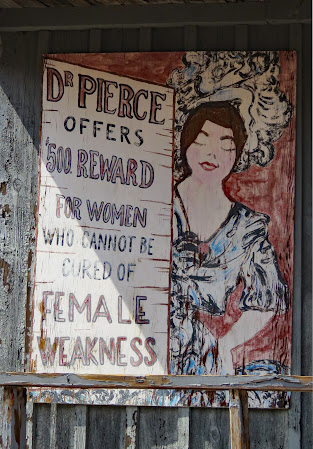 DR PIERCE
OFFERS
$500 REWARD
FOR WOMEN
WHO CANNOT BE
CURED OF
FEMALE
WEAKNESS